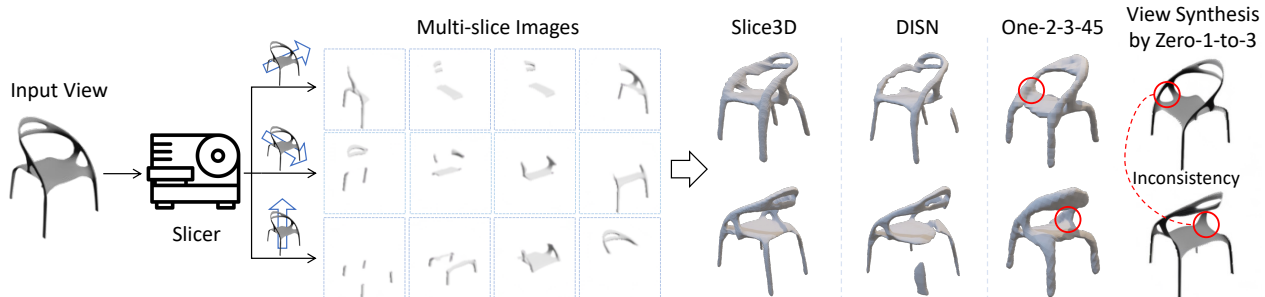 Input View
Slicer
Multi-slice Images
Slice3D
DISN
One-2-3-45
View Synthesis
by Zero-1-to-3
Inconsistency